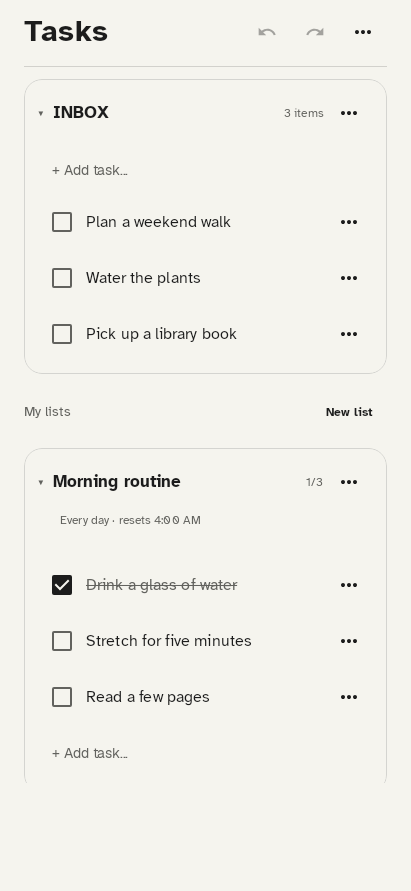 Tasks
INBOX
3 items
+ Add task...
Plan a weekend walk
Water the plants
Pick up a library book
My lists
New list
Morning routine
1/3
Every day · resets 4:00 AM
Drink a glass of water
Stretch for five minutes
Read a few pages
+ Add task...